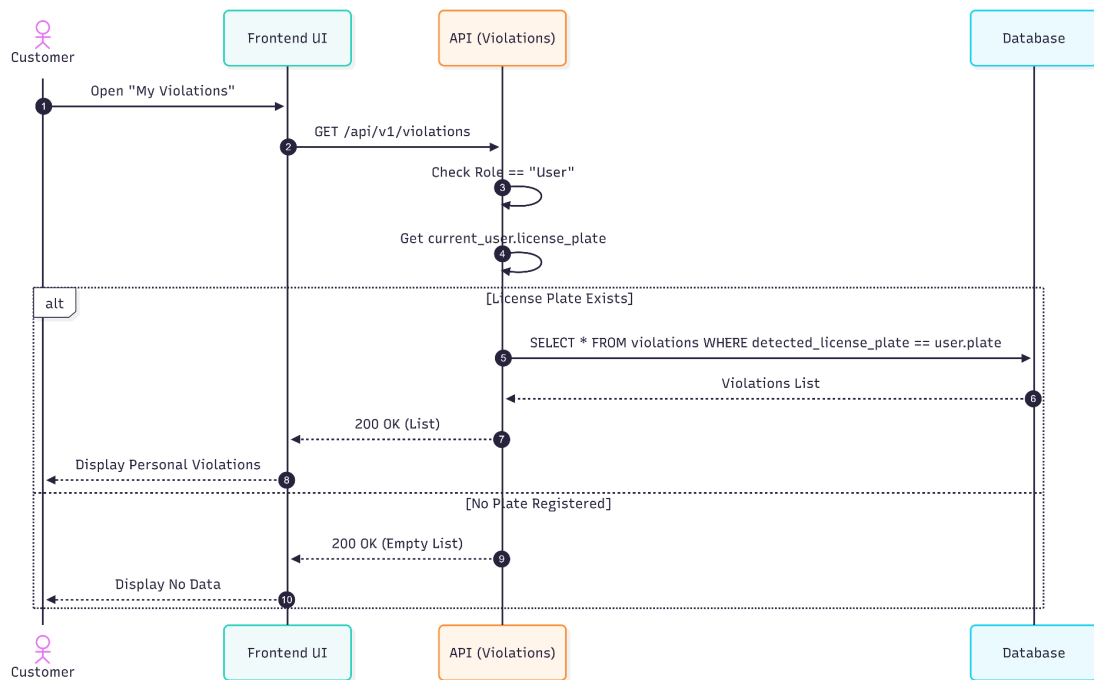 Customer
Frontend UI
API (Violations)
Database
Open "My Violations"
1
GET /api/v1/violations
2
Check Role == "User"
3
Get current_user.license_plate
4
alt
[License Plate Exists]
SELECT * FROM violations WHERE detected_license_plate == user.plate
5
Violations List
6
200 OK (List)
7
Display Personal Violations
8
[No Plate Registered]
200 OK (Empty List)
9
Display No Data
10
Customer
Frontend UI
API (Violations)
Database